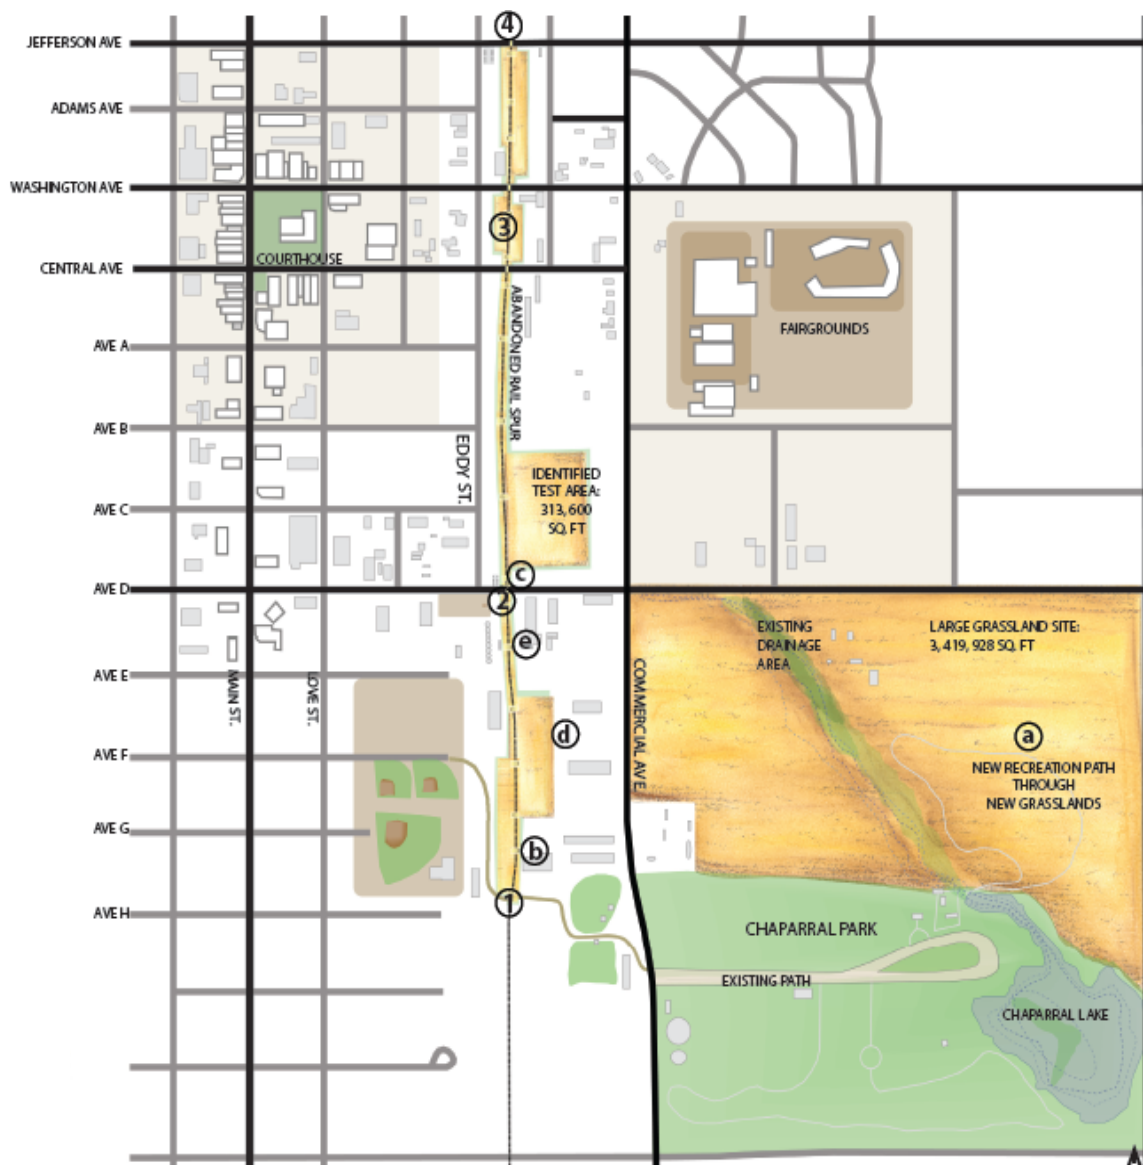 4
JEFFERSON AVE
ADAMS AVE
WASHINGTON AVE
3
COURTHOUSE
CENTRAL AVE
ABANDONED RAIL SPUR
FAIRGROUNDS
AVE A
AVE B
EDDY ST.
IDENTIFIED
TEST AREA:
313, 600
SQ. FT
AVE C
c
AVE D
2
e
EXISTING
DRAINAGE
AREA
LARGE GRASSLAND SITE:
3, 419, 928 SQ. FT
AVE E
MAIN ST.
LOVE ST.
COMMERCIAL AVE
d
a
AVE F
NEW RECREATION PATH
THROUGH
NEW GRASSLANDS
AVE G
b
1
AVE H
CHAPARRAL PARK
EXISTING PATH
CHAPARRAL LAKE